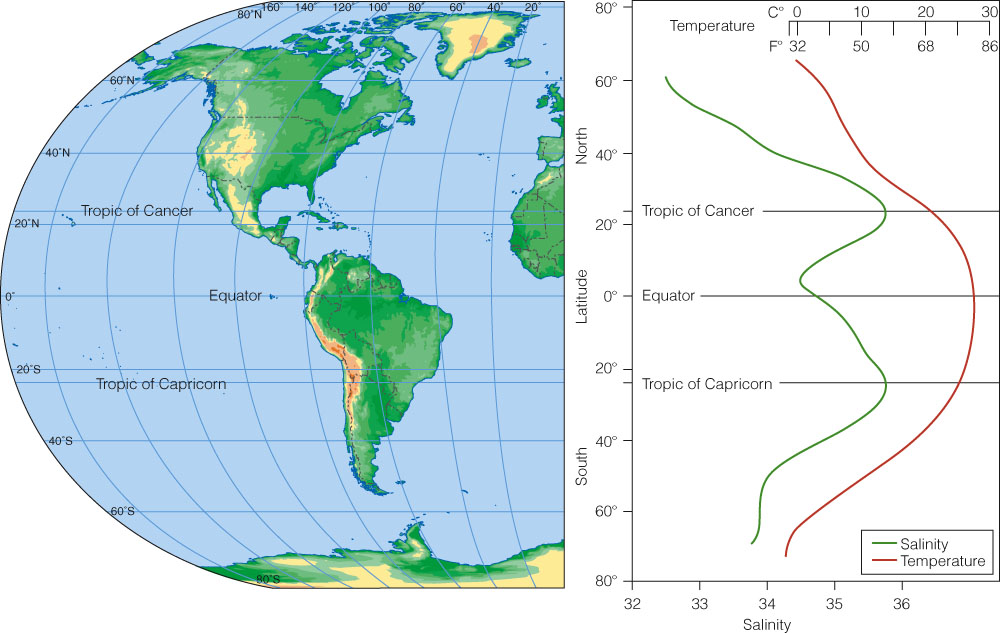 160° 140° 120° 100° 80° 60° 40° 20°
80°N
60°N
40°N
Tropic of Cancer
20°N
0°
Equator
20°S
Tropic of Capricorn
40°S
60°S
80°S
Temperature
C° 0 10 20 30
F° 32 50 68 86
80°
60°
North
40°
Tropic of Cancer
20°
Latitude
0°
Equator
20°
Tropic of Capricorn
40°
South
60°
80°
Salinity
Temperature
32 33 34 35 36
Salinity